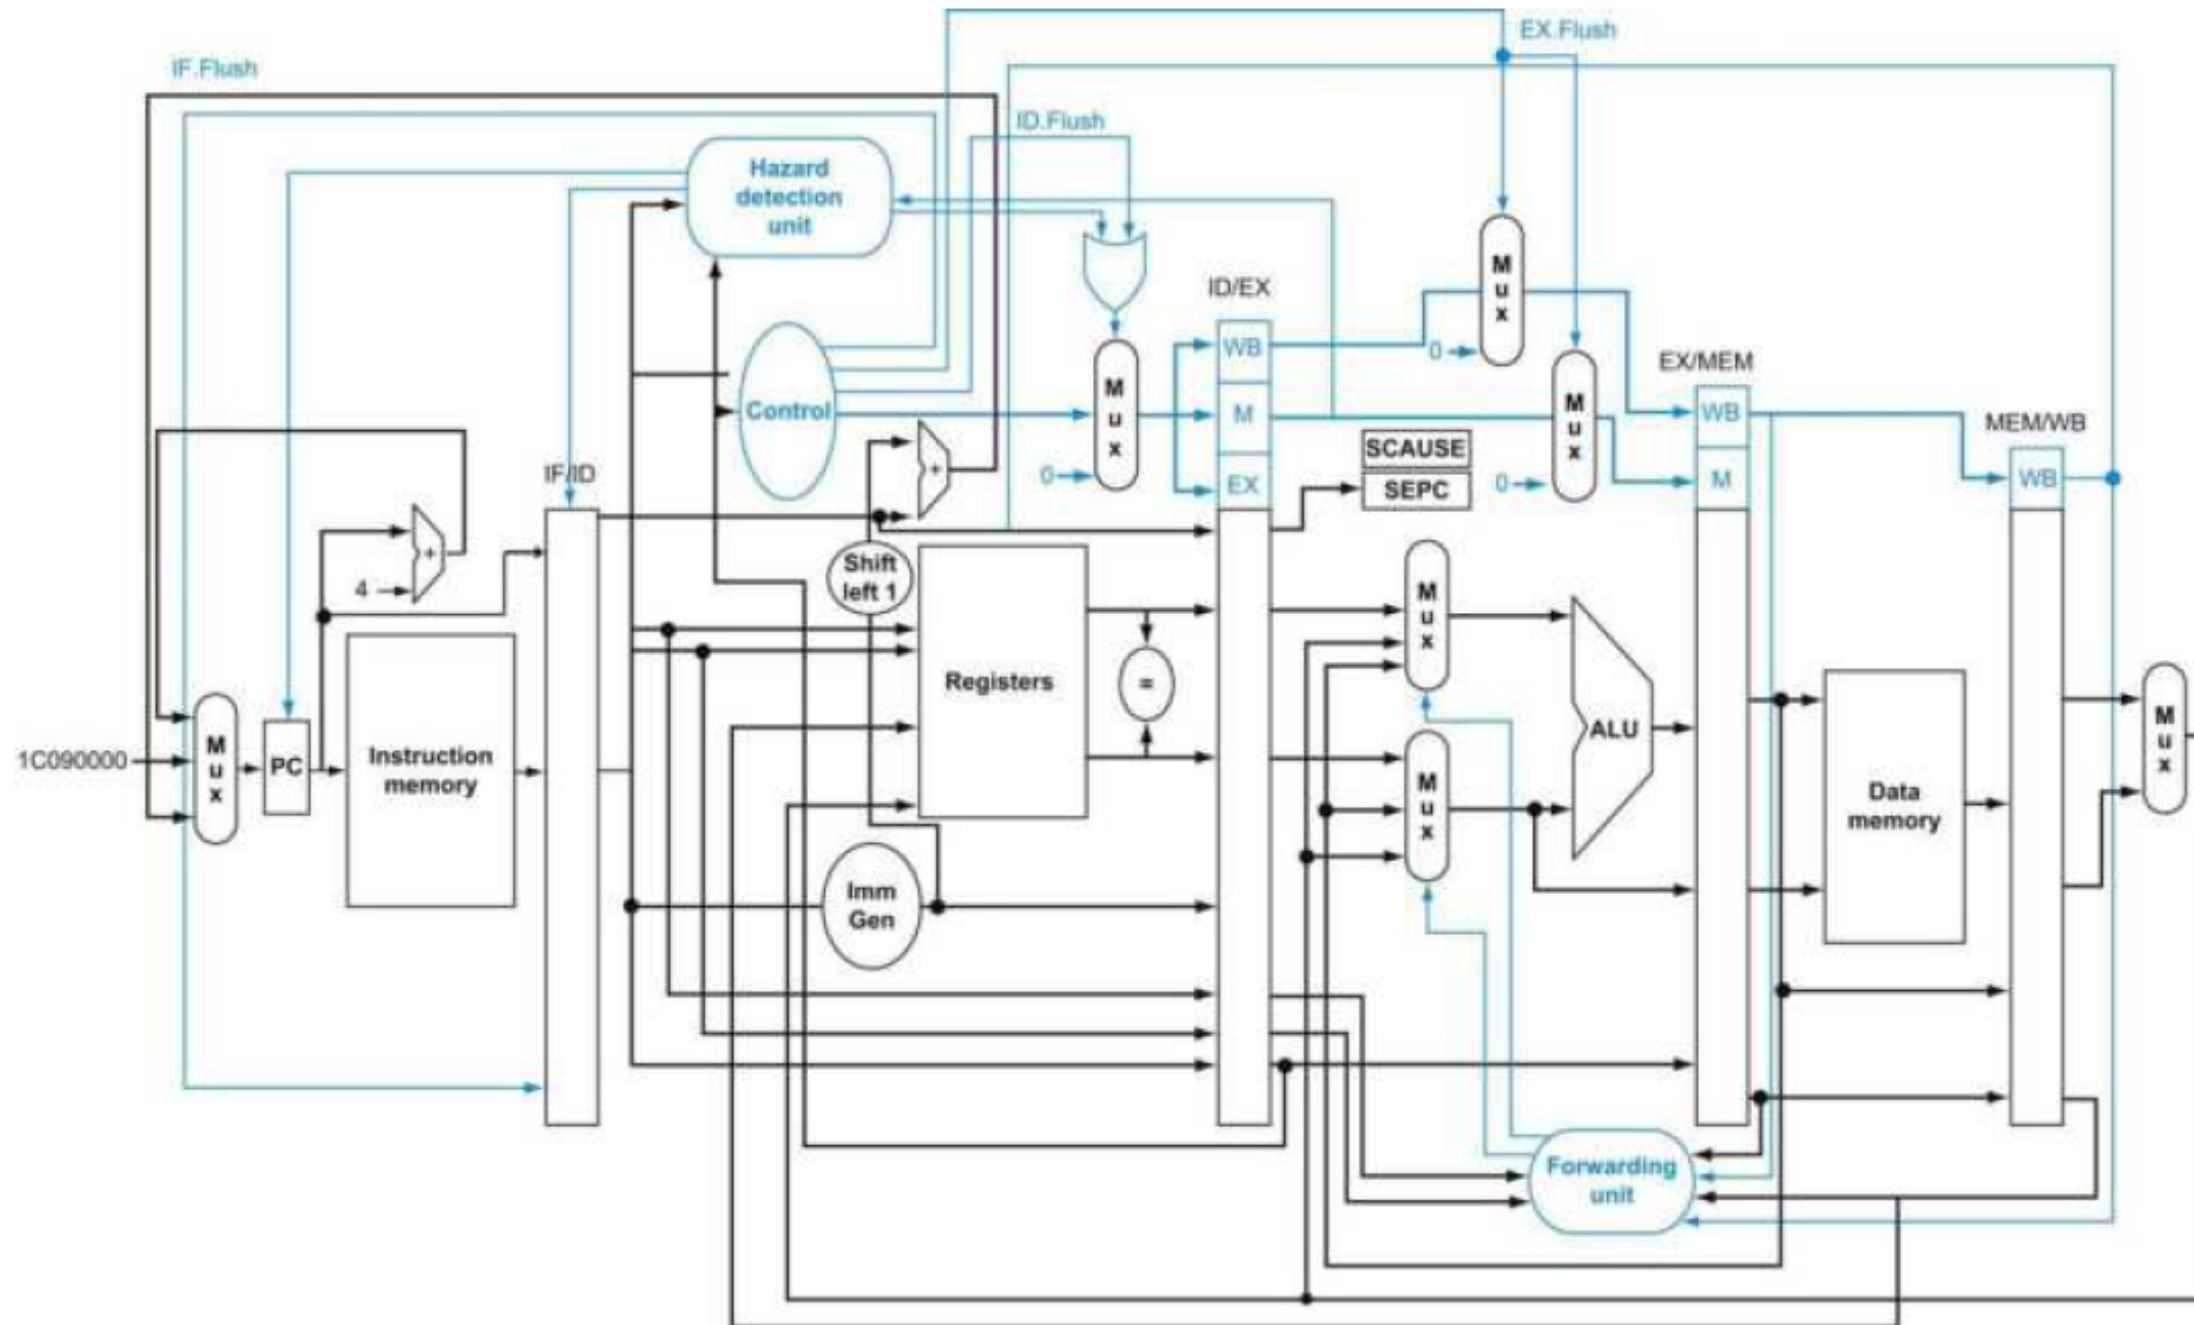 EX.Flush
IF.Flush
ID.Flush
Hazard
detection
unit
ID/EX
M
u
x
WB
0
EX/MEM
Control
M
u
x
M
M
u
x
WB
MEM/WB
SCAUSE
0
IF/ID
EX
SEPC
0
M
WB
+
+
4
Shift
left 1
M
u
x
Registers
=
M
u
x
1C090000
PC
Instruction
memory
ALU
M
u
x
M
u
x
Data
memory
Imm
Gen
Forwarding
unit